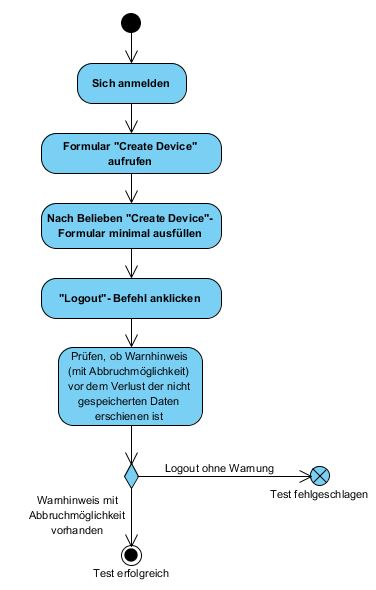 Sich anmelden
Formular "Create Device"
aufrufen
Nach Belieben "Create Device"-
Formular minimal ausfüllen
"Logout"- Befehl anklicken
Prüfen, ob Warnhinweis
(mit Abbruchmöglichkeit)
vor dem Verlust der nicht
gespeicherten Daten
erschienen ist
Logout ohne Warnung
Test fehlgeschlagen
Warnhinweis mit
Abbruchmöglichkeit
vorhanden
Test erfolgreich